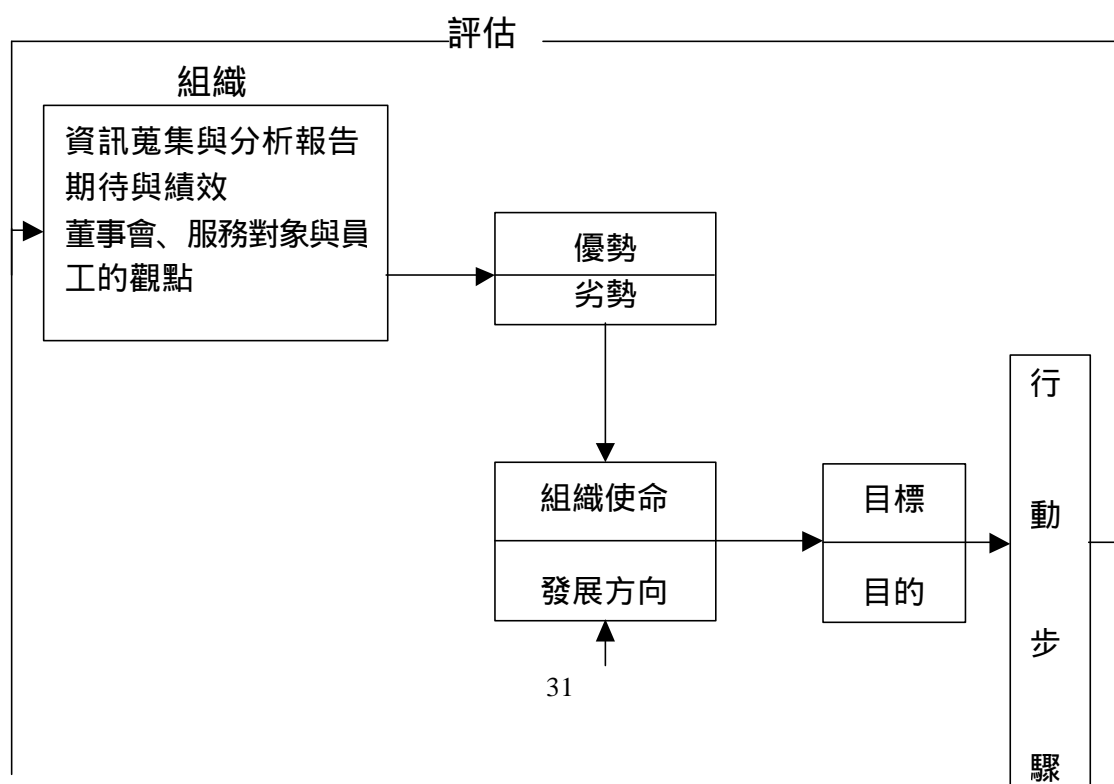 評估
組織
資訊蒐集與分析報告
期待與績效
董事會、服務對象與員
工的觀點
優勢
劣勢
組織使命
發展方向
目標
目的
行
動
步
驟
31